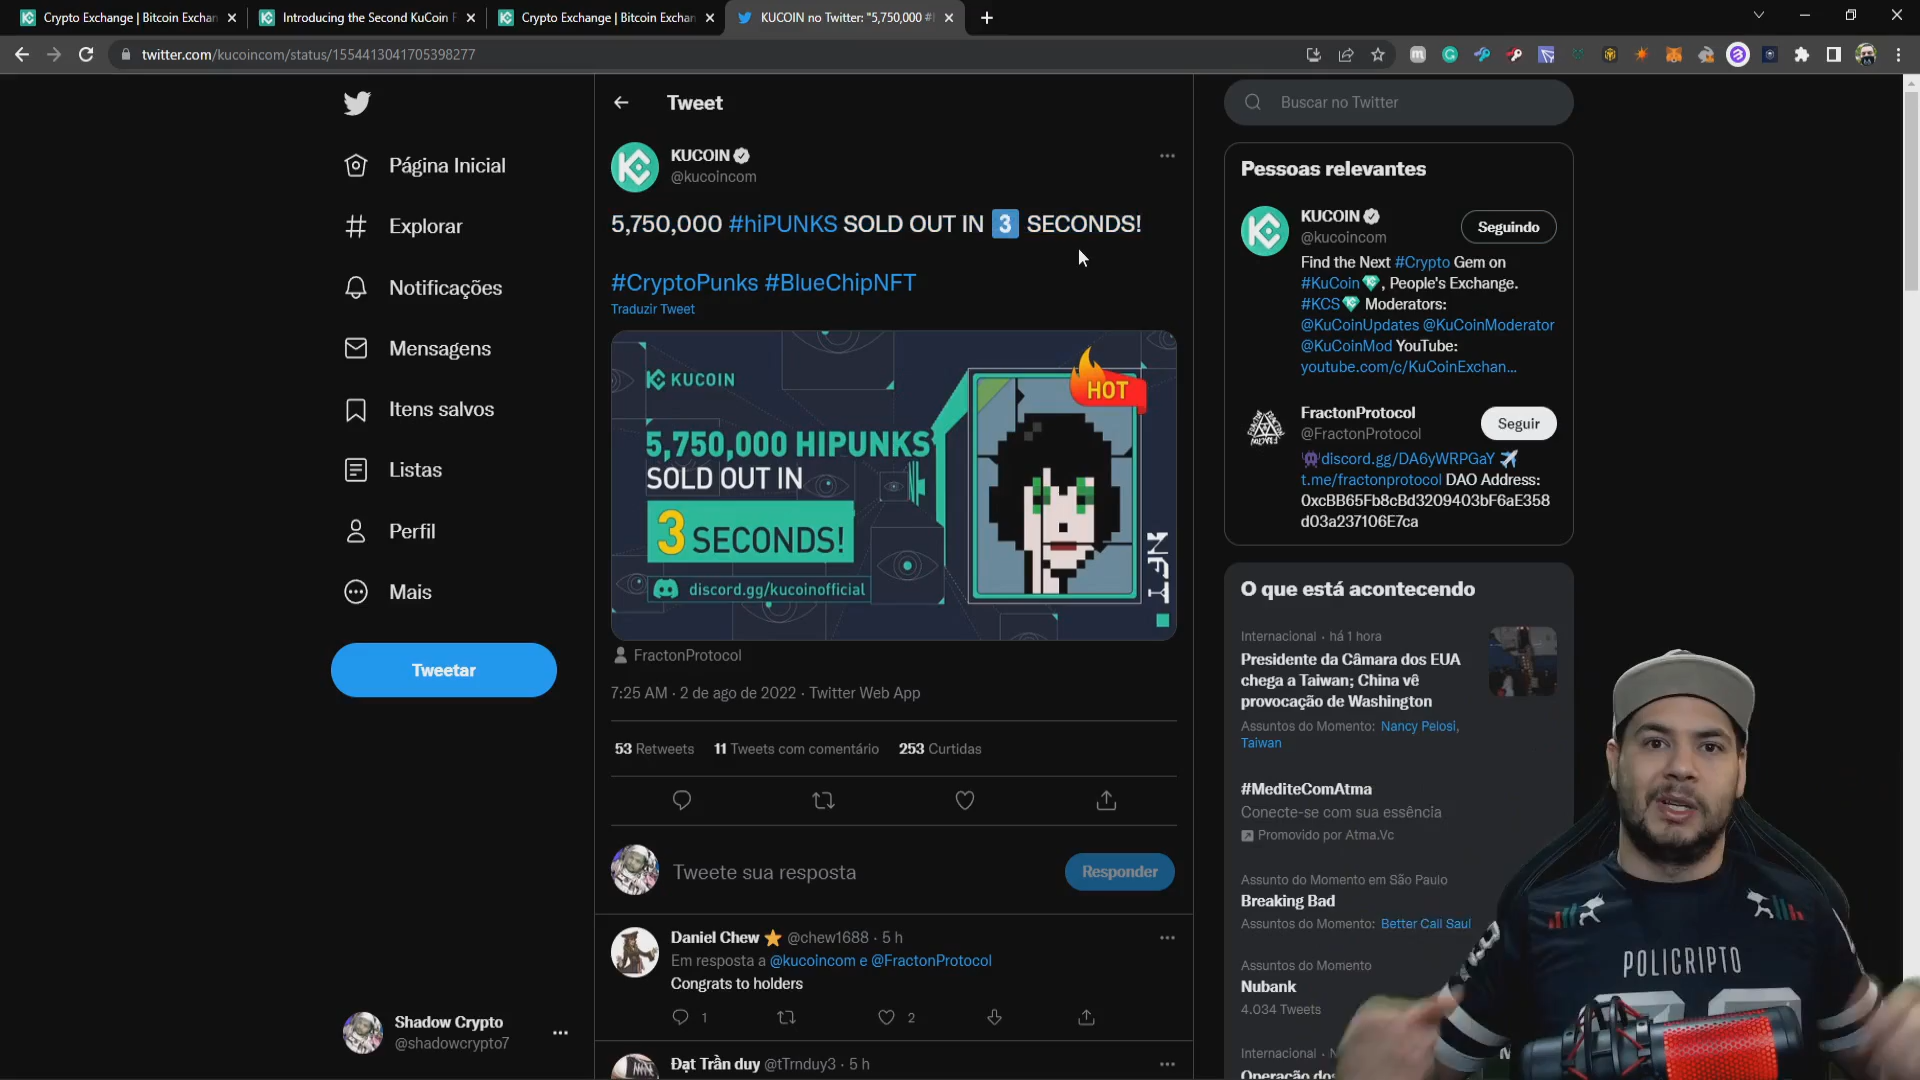 Crypto Exchange | Bitcoin Exchan
Introducing the Second KuCoin F
Crypto Exchange | Bitcoin Exchan
KUCOIN no Twitter: "5,750,000 #
twitter.com/kucoincom/status/1554413041705398277
Página Inicial
Explorar
Notificações
Mensagens
Itens salvos
Listas
Perfil
Mais
Tweetar
Shadow Crypto
@shadowcrypto7
Tweet
KUCOIN
@kucoincom
5,750,000 #hiPUNKS SOLD OUT IN 3 SECONDS!
#CryptoPunks #BlueChipNFT
Traduzir Tweet
KUCOIN
HOT
5,750,000 HIPUNKS
SOLD OUT IN
3 SECONDS!
discord.gg/kucoinofficial
NFT
FractonProtocol
7:25 AM · 2 de ago de 2022 · Twitter Web App
53 Retweets 11 Tweets com comentário 253 Curtidas
Tweete sua resposta
Responder
Daniel Chew @chew1688 · 5 h
Em resposta a @kucoincom e @FractonProtocol
Congrats to holders
1
2
Đạt Trần duy @tTrnduy3 · 5 h
Buscar no Twitter
Pessoas relevantes
KUCOIN
@kucoincom
Seguindo
Find the Next #Crypto Gem on
#KuCoin, People's Exchange.
#KCS Moderators:
@KuCoinUpdates @KuCoinModerator
@KuCoinMod YouTube:
youtube.com/c/KuCoinExchan...
FractonProtocol
@FractonProtocol
Seguir
discord.gg/DA6yWRPGaY
t.me/fractonprotocol DAO Address:
0xcBB65Fb8cBd3209403bF6aE358
d03a237106E7ca
O que está acontecendo
Internacional · há 1 hora
Presidente da Câmara dos EUA
chega a Taiwan; China vê
provocação de Washington
Assuntos do Momento: Nancy Pelosi,
Taiwan
#MediteComAtma
Conecte-se com sua essência
Promovido por Atma.Vc
Assunto do Momento em São Paulo
Breaking Bad
Assuntos do Momento: Better Call Saul
Assuntos do Momento
Nubank
4.034 Tweets
Internacional ·
POLICRIPTO